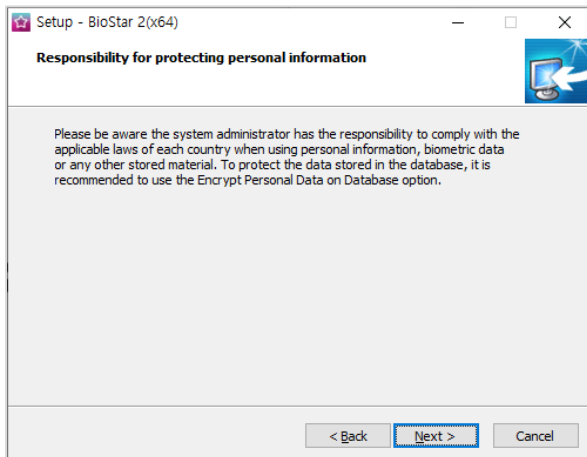 Setup - BioStar 2(x64)
Responsibility for protecting personal information
Please be aware the system administrator has the responsibility to comply with the
applicable laws of each country when using personal information, biometric data
or any other stored material. To protect the data stored in the database, it is
recommended to use the Encrypt Personal Data on Database option.
< Back
Next >
Cancel